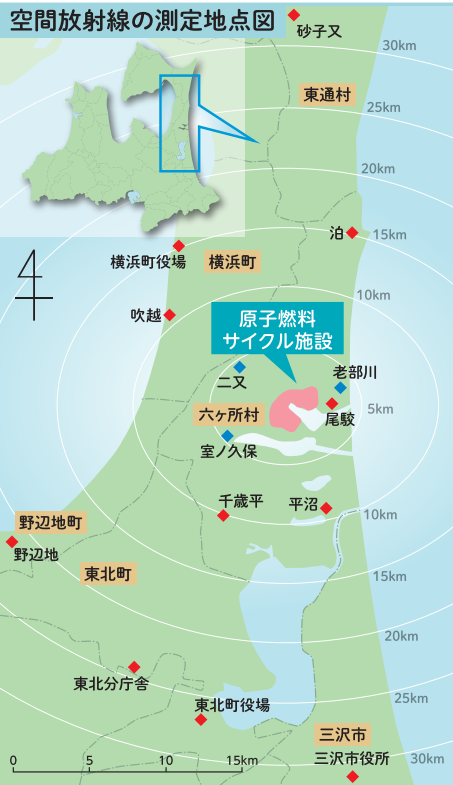 空間放射線の測定地点図
砂子又
30km
東通村
25km
20km
泊
15km
横浜町役場
横浜町
10km
吹越
原子燃料
サイクル施設
二又
老部川
5km
六ヶ所村
尾駮
室ノ久保
千歳平
平沼
10km
野辺地町
野辺地
東北町
15km
20km
東北分庁舎
東北町役場
25km
三沢市
三沢市役所
30km
0 5 10 15km